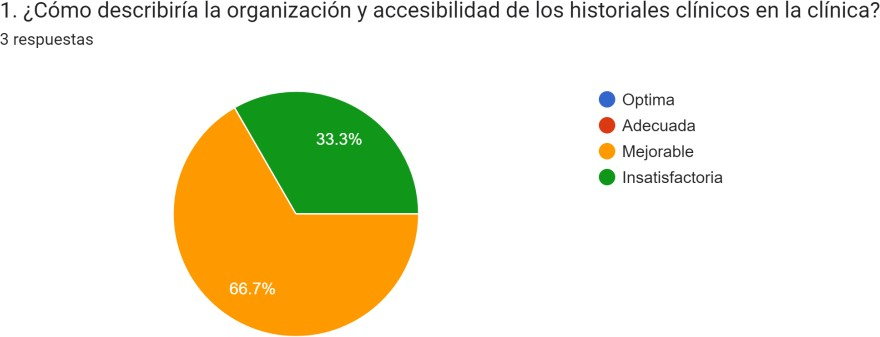 1. ¿Cómo describiría la organización y accesibilidad de los historiales clínicos en la clínica?
3 respuestas
33.3%
66.7%
Optima
Adecuada
Mejorable
Insatisfactoria